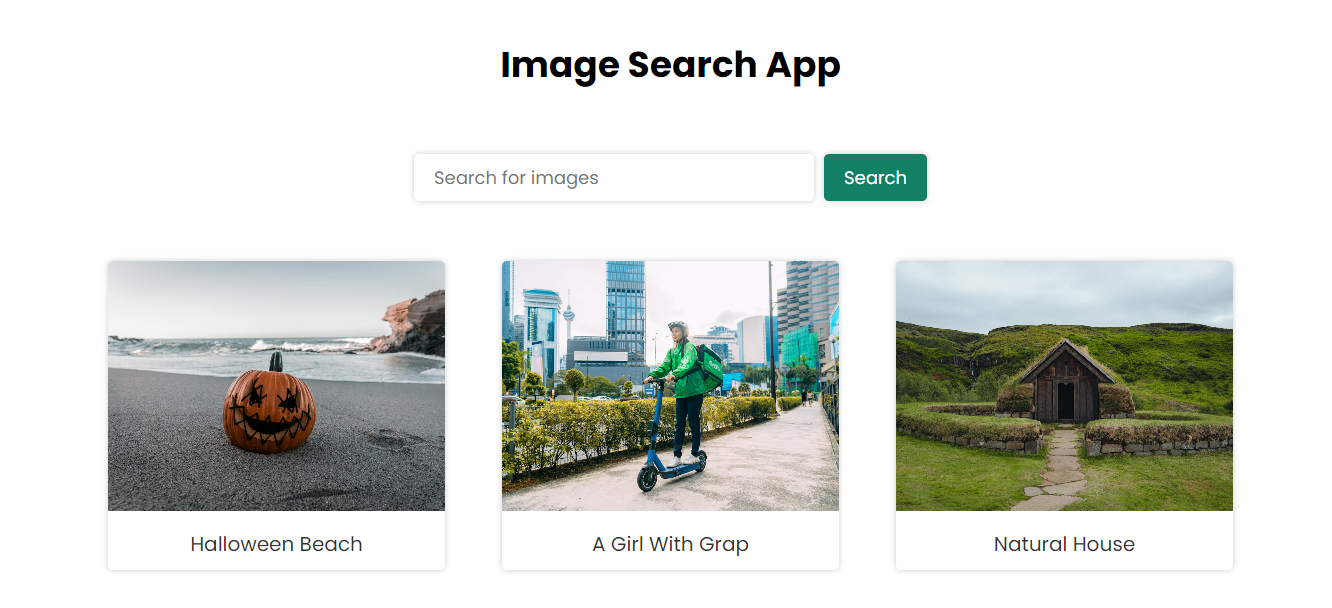 Image Search App
Search for images
Search
Halloween Beach
A Girl With Grap
Natural House